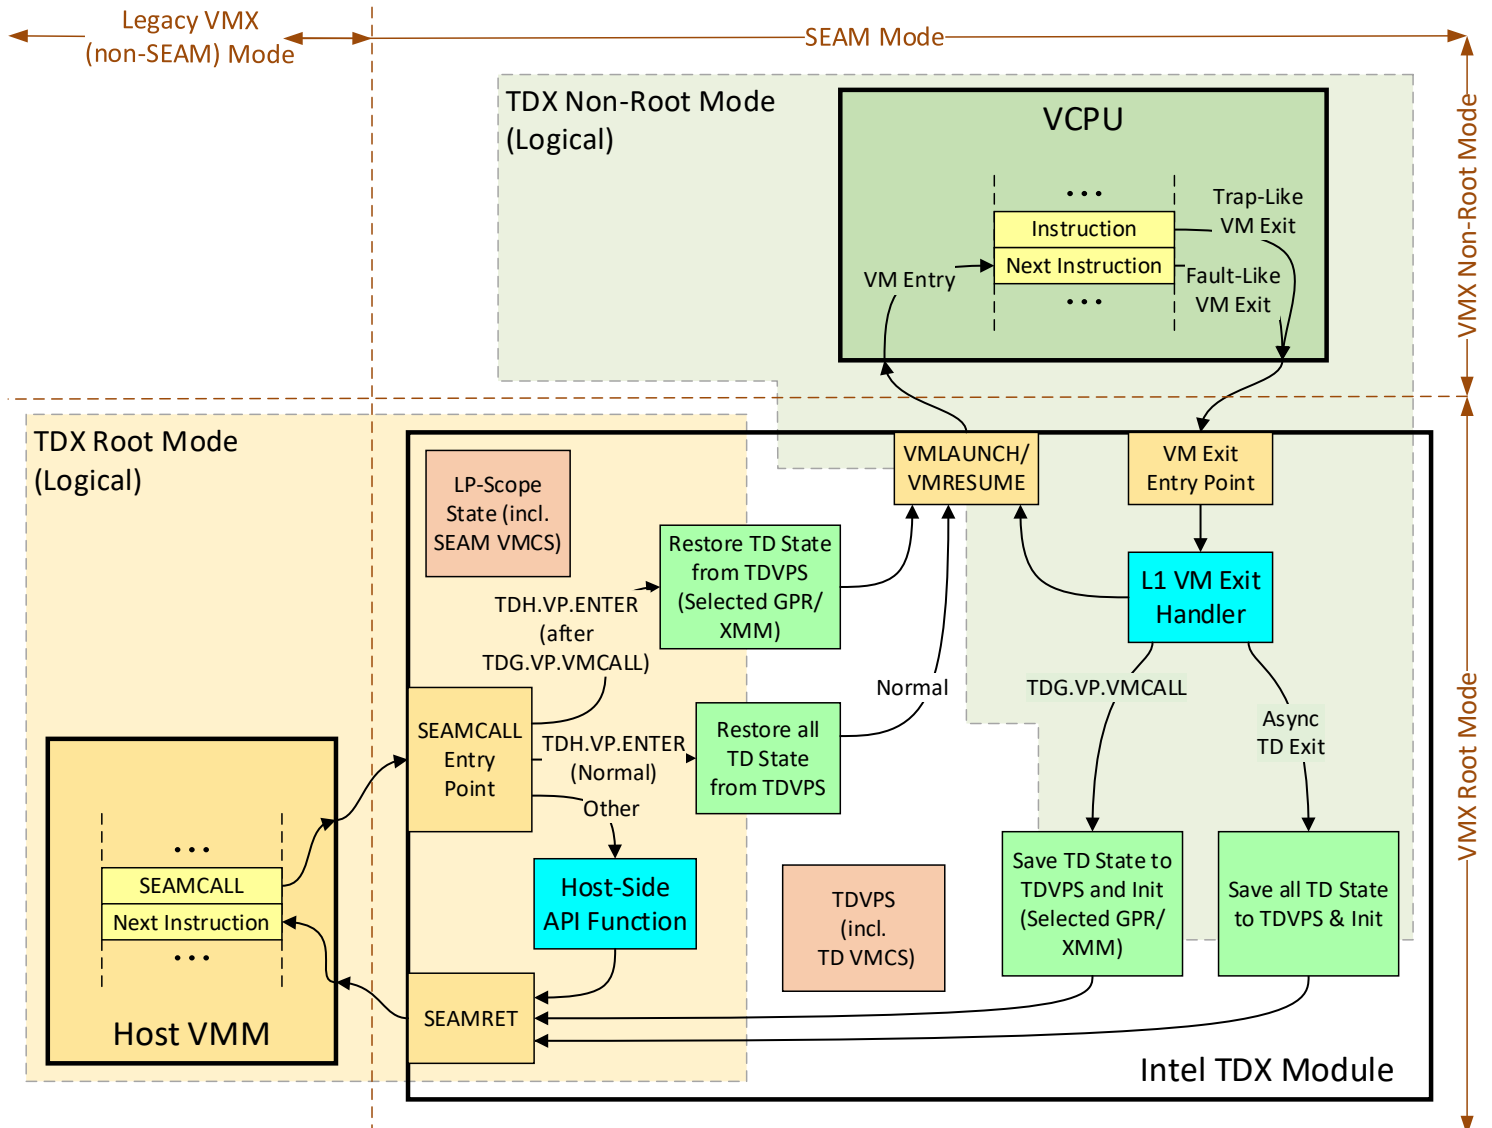 Legacy VMX
(non-SEAM) Mode
SEAM Mode
TDX Non-Root Mode
(Logical)
VCPU
VMX Non-Root Mode
• • •
Instruction
Next Instruction
• • •
Trap-Like
VM Exit
Fault-Like
VM Exit
VM Entry
TDX Root Mode
(Logical)
VMX Root Mode
LP-Scope
State (incl.
SEAM VMCS)
VMLAUNCH/
VMRESUME
VM Exit
Entry Point
Restore TD State
from TDVPS
(Selected GPR/
XMM)
L1 VM Exit
Handler
TDH.VP.ENTER
(after
TDG.VP.VMCALL)
Normal
TDG.VP.VMCALL
Async
TD Exit
SEAMCALL
Entry
Point
TDH.VP.ENTER
(Normal)
Restore all
TD State
from TDVPS
Other
• • •
SEAMCALL
Next Instruction
• • •
Host VMM
Host-Side
API Function
TDVPS
(incl.
TD VMCS)
Save TD State to
TDVPS and Init
(Selected GPR/
XMM)
Save all TD State
to TDVPS & Init
SEAMRET
Intel TDX Module